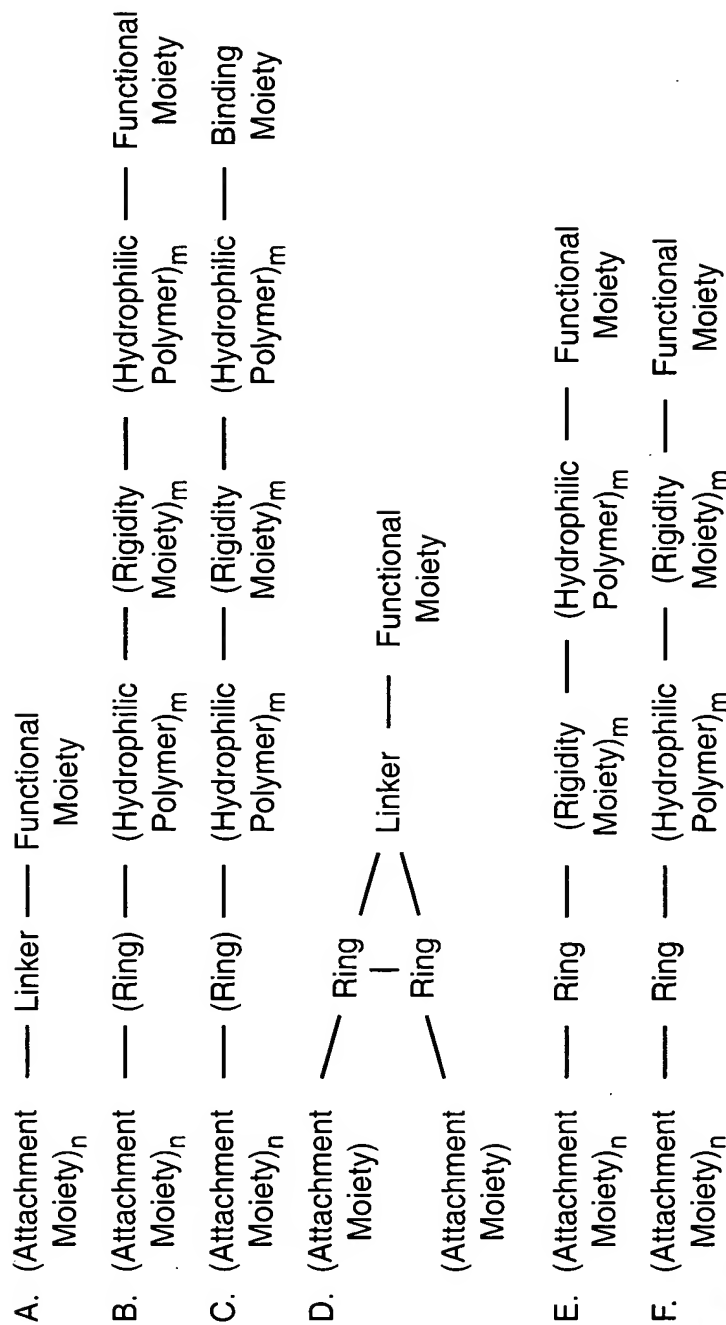 A. (Attachment Moiety)n — Linker — Functional Moiety
B. (Attachment Moiety)n — (Ring) — (Hydrophilic Polymer)m — (Rigidity Moiety)m — (Hydrophilic Polymer)m — Functional Moiety
C. (Attachment Moiety)n — (Ring) — (Hydrophilic Polymer)m — (Rigidity Moiety)m — (Hydrophilic Polymer)m — Binding Moiety
D. (Attachment Moiety)
Ring
Linker — Functional Moiety
Ring
(Attachment Moiety)
E. (Attachment Moiety)n — Ring — (Rigidity Moiety)m — (Hydrophilic Polymer)m — Functional Moiety
F. (Attachment Moiety)n — Ring — (Hydrophilic Polymer)m — (Rigidity Moiety)m — Functional Moiety